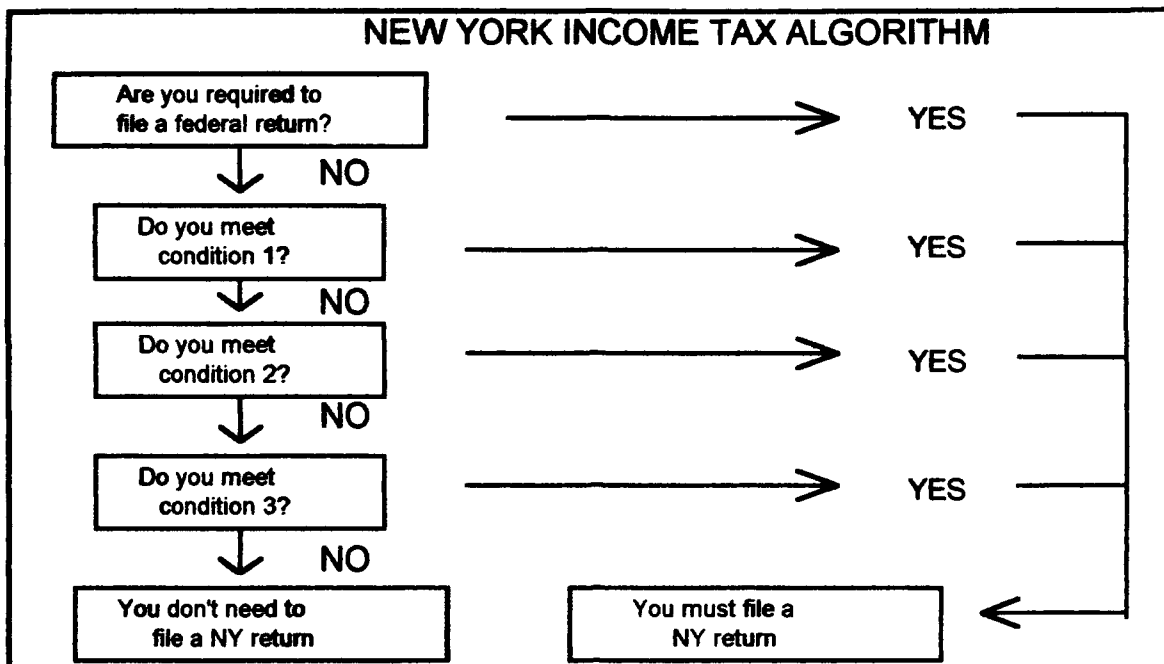 NEW YORK INCOME TAX ALGORITHM
Are you required to
file a federal return?
YES
NO
Do you meet
condition 1?
YES
NO
Do you meet
condition 2?
YES
NO
Do you meet
condition 3?
YES
NO
You don't need to
file a NY return
You must file a
NY return